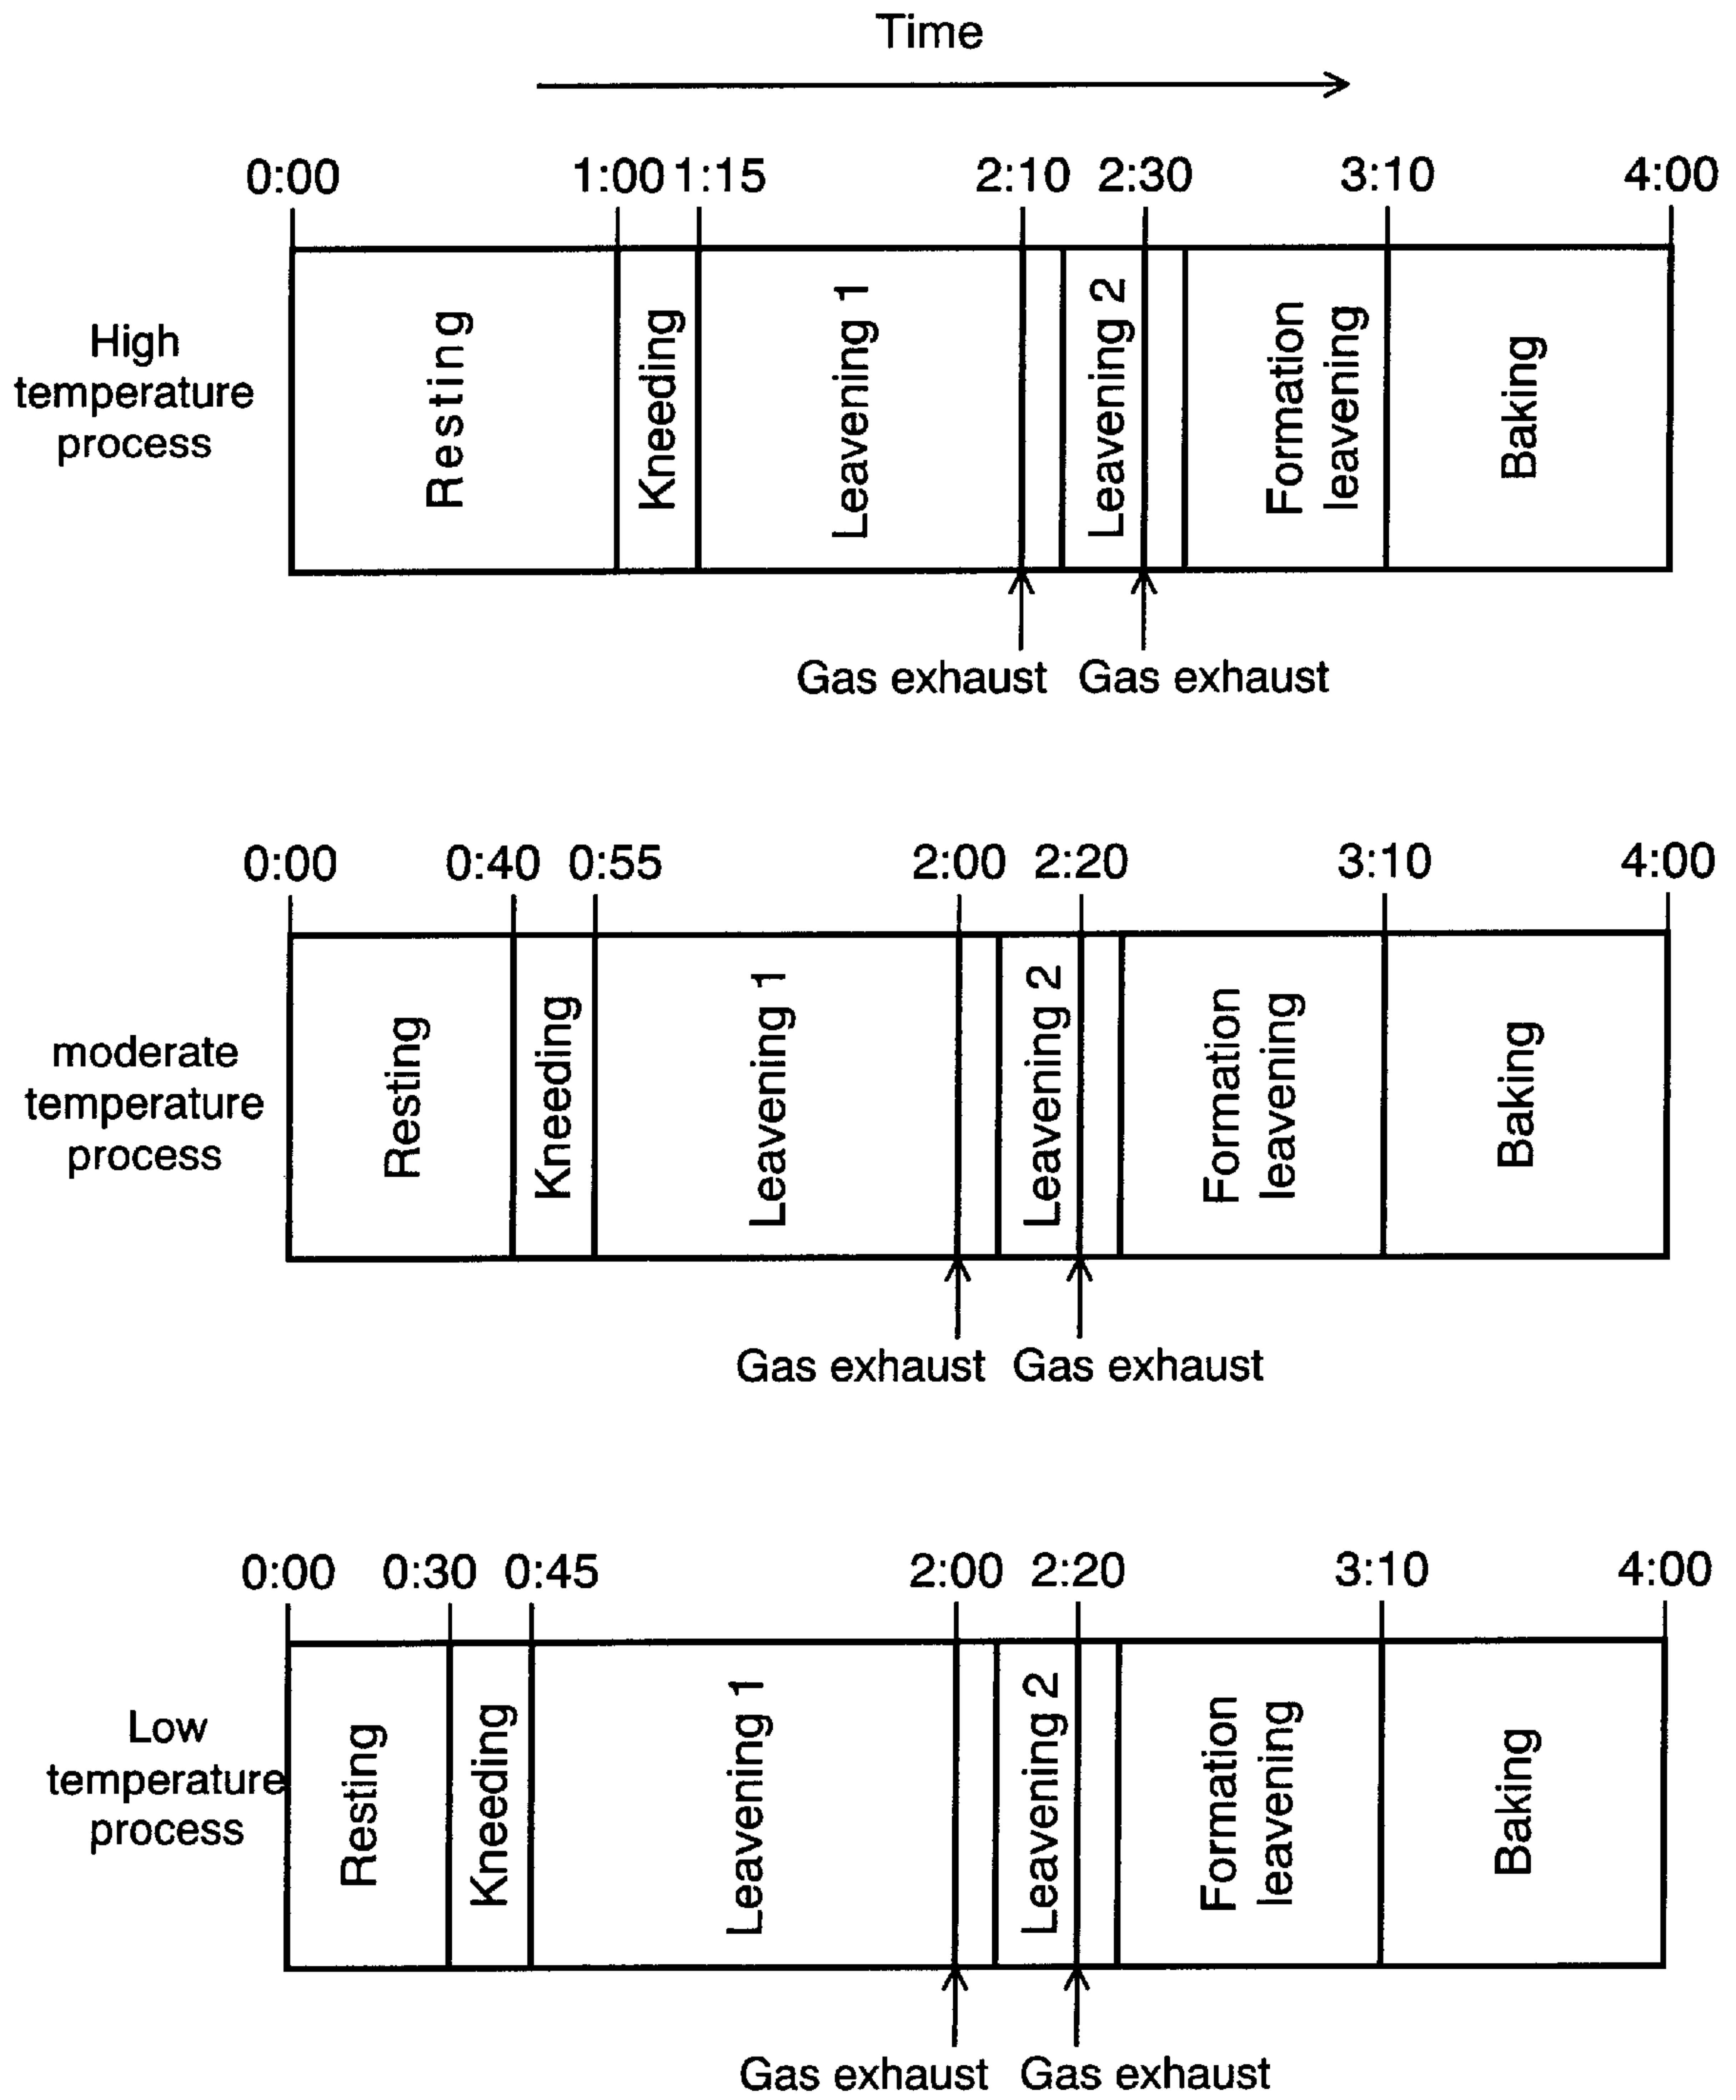 Time
0:00 1:00 1:15 2:10 2:30 3:10 4:00
High
temperature
process
Resting
Kneeding
Leavening 1
Leavening 2
Formation
leavening
Baking
Gas exhaust Gas exhaust
0:00 0:40 0:55 2:00 2:20 3:10 4:00
moderate
temperature
process
Resting
Kneeding
Leavening 1
Leavening 2
Formation
leavening
Baking
Gas exhaust Gas exhaust
0:00 0:30 0:45 2:00 2:20 3:10 4:00
Low
temperature
process
Resting
Kneeding
Leavening 1
Leavening 2
Formation
leavening
Baking
Gas exhaust Gas exhaust